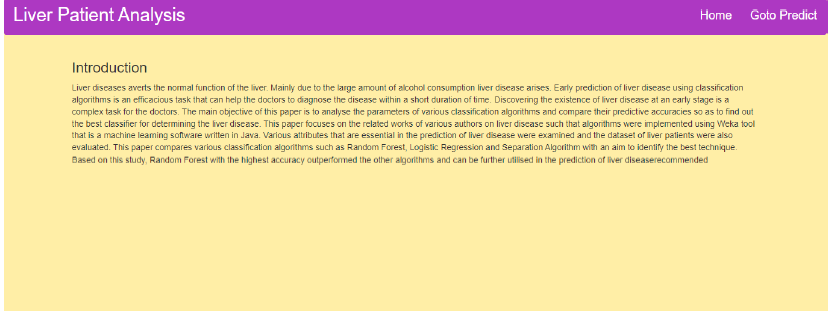 Liver Patient Analysis
Home Goto Predict
Introduction
Liver diseases averts the normal function of the liver. Mainly due to the large amount of alcohol consumption liver disease arises. Early prediction of liver disease using classification
algorithms is an efficacious task that can help the doctors to diagnose the disease within a short duration of time. Discovering the existence of liver disease at an early stage is a
complex task for the doctors. The main objective of this paper is to analyse the parameters of various classification algorithms and compare their predictive accuracies so as to find out
the best classifier for determining the liver disease. This paper focuses on the related works of various authors on liver disease such that algorithms were implemented using Weka tool
that is a machine learning software written in Java. Various attributes that are essential in the prediction of liver disease were examined and the dataset of liver patients were also
evaluated. This paper compares various classification algorithms such as Random Forest, Logistic Regression and Separation Algorithm with an aim to identify the best technique.
Based on this study, Random Forest with the highest accuracy outperformed the other algorithms and can be further utilised in the prediction of liver diseaserecommended